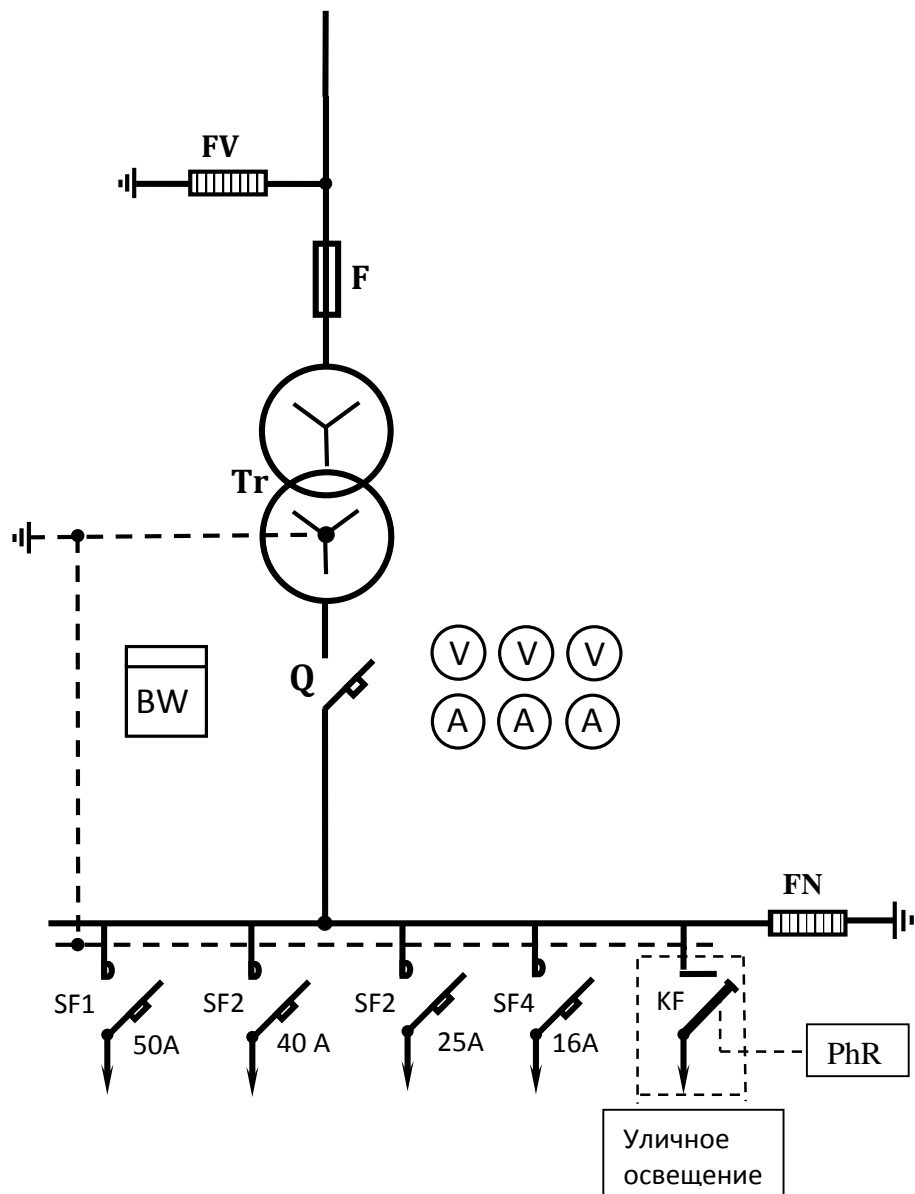 FV
F
Tr
Q
V V V
BW
A A A
FN
SF1
SF2
SF2
SF4
KF
50A
40 A
25A
16A
PhR
Уличное
освещение